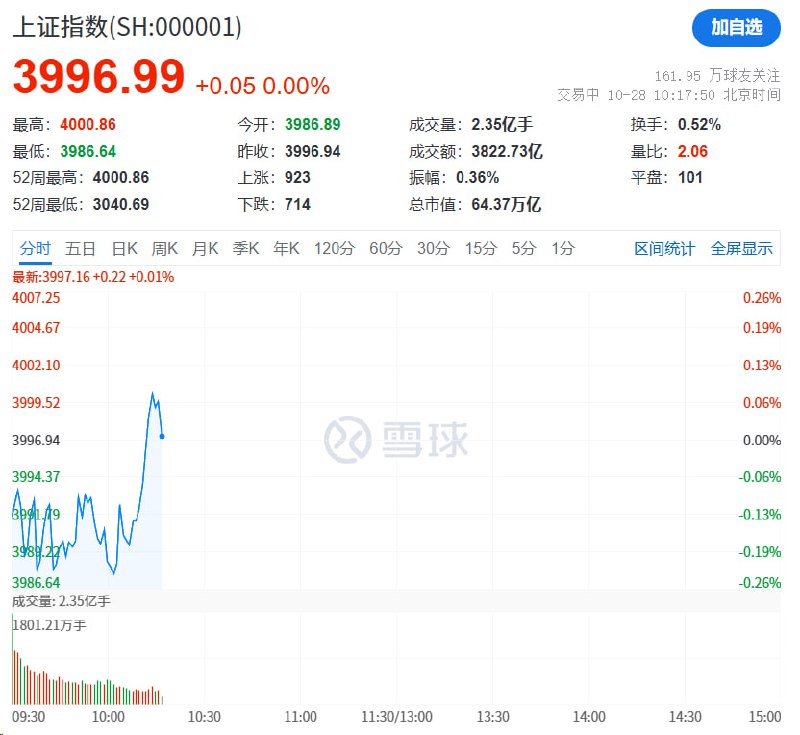 上证指数(SH:000001)
加自选
3996.99 +0.05 0.00%
161.95 万球友关注
交易中 10-28 10:17:50 北京时间
最高：4000.86 今开：3986.89 成交量：2.35亿手 换手：0.52%
最低：3986.64 昨收：3996.94 成交额：3822.73亿 量比：2.06
52周最高：4000.86 上涨：923 振幅：0.36% 平盘：101
52周最低：3040.69 下跌：714 总市值：64.37万亿
分时 五日 日K 周K 月K 季K 年K 120分 60分 30分 15分 5分 1分 区间统计 全屏显示
最新:3997.16 +0.22 +0.01%
4007.25 0.26%
4004.67 0.19%
4002.10 0.13%
3999.52 0.06%
3996.94 0.00%
雪球
3994.37 -0.06%
3991.79 -0.13%
3989.22 -0.19%
3986.64 -0.26%
成交量: 2.35亿手
1801.21万手
09:30 10:00 10:30 11:00 11:30/13:00 13:30 14:00 14:30 15:00